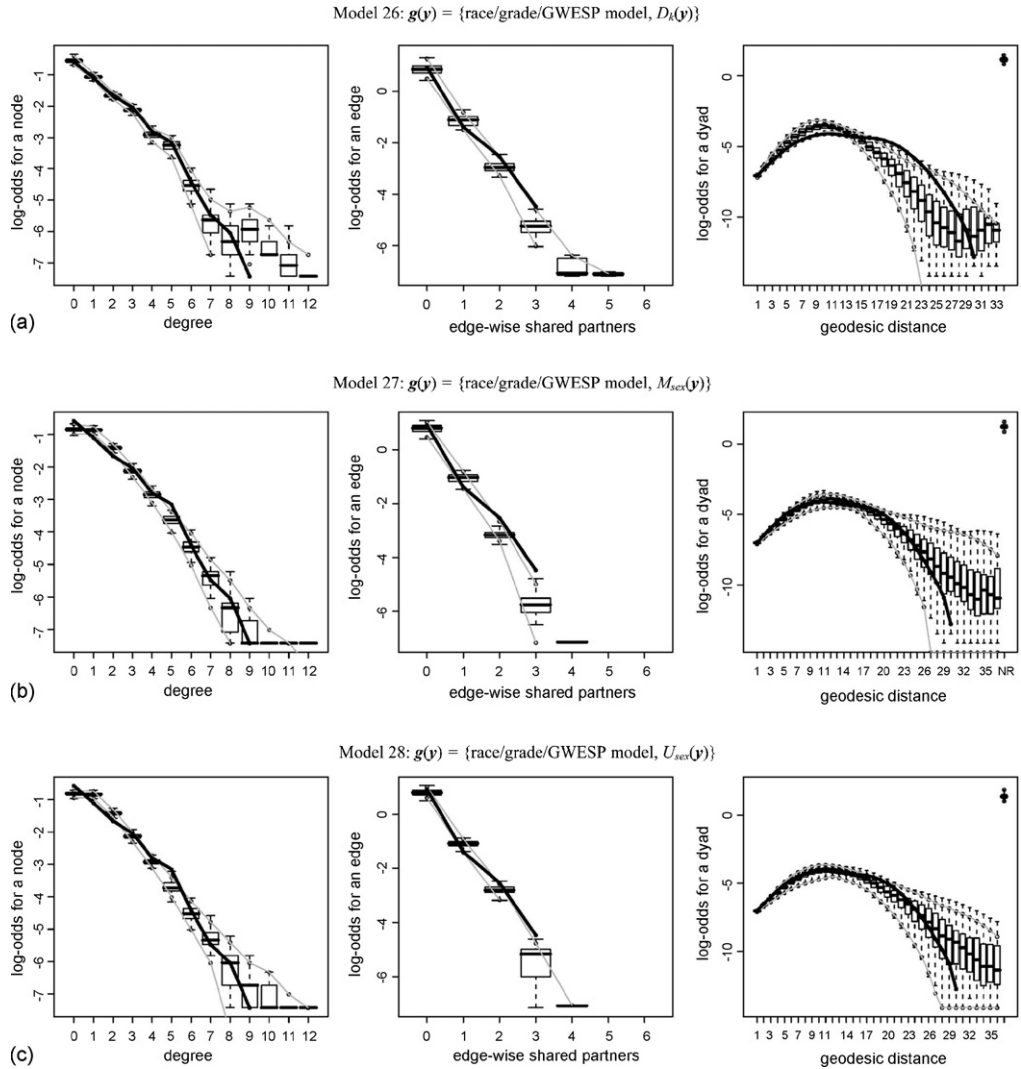 Model 26: g(y) = {race/grade/GWESP model, Dk(y)}
log-odds for a node
-1
-2
-3
-4
-5
-6
-7
0 1 2 3 4 5 6 7 8 9 10 11 12
degree
(a)
log-odds for an edge
0
-2
-4
-6
0 1 2 3 4 5 6
edge-wise shared partners
log-odds for a dyad
0
-5
-10
1 3 5 7 9 11 13 15 17 19 21 23 25 27 29 31 33
geodesic distance
Model 27: g(y) = {race/grade/GWESP model, Msex(y)}
log-odds for a node
-1
-2
-3
-4
-5
-6
-7
0 1 2 3 4 5 6 7 8 9 10 11 12
degree
(b)
log-odds for an edge
0
-2
-4
-6
0 1 2 3 4 5 6
edge-wise shared partners
log-odds for a dyad
0
-5
-10
1 3 5 7 9 11 14 17 20 23 26 29 32 35 NR
geodesic distance
Model 28: g(y) = {race/grade/GWESP model, Usex(y)}
log-odds for a node
-1
-2
-3
-4
-5
-6
-7
0 1 2 3 4 5 6 7 8 9 10 11 12
degree
(c)
log-odds for an edge
0
-2
-4
-6
0 1 2 3 4 5 6
edge-wise shared partners
log-odds for a dyad
0
-5
-10
1 3 5 7 9 11 14 17 20 23 26 29 32 36
geodesic distance